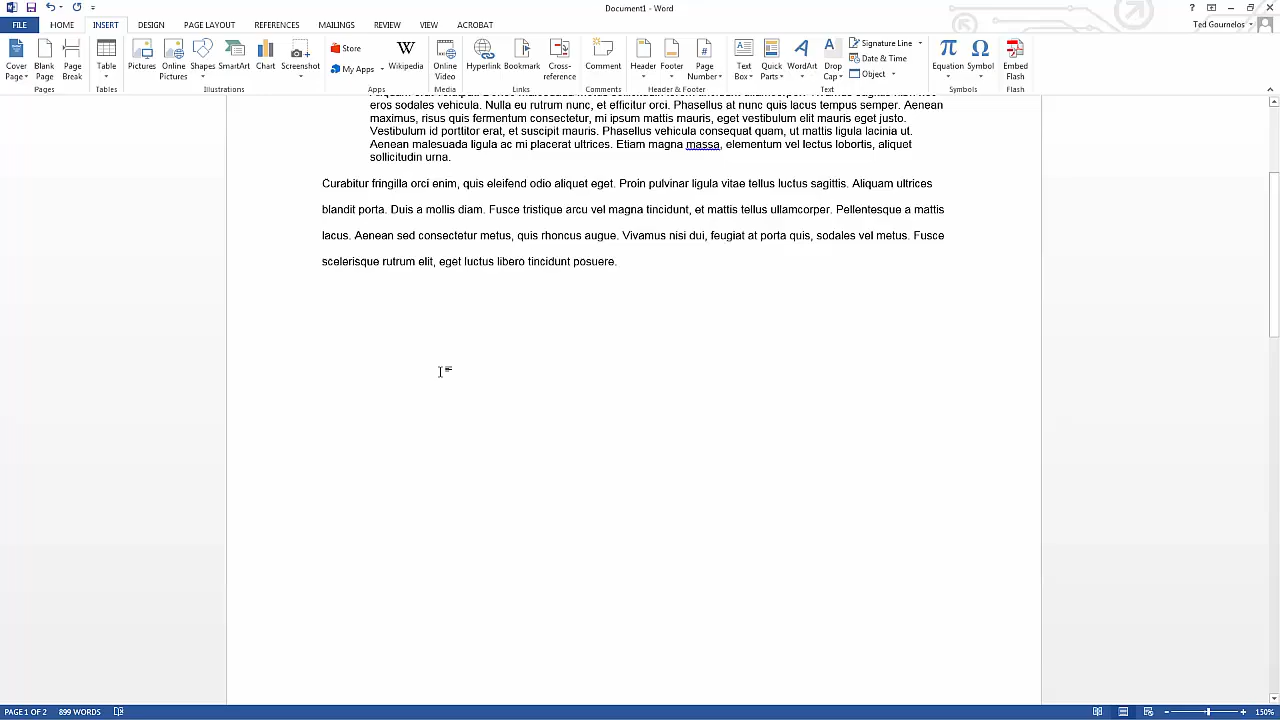 Document1 - Word
FILE HOME INSERT DESIGN PAGE LAYOUT REFERENCES MAILINGS REVIEW VIEW ACROBAT Ted Gournelos
Cover Page Blank Page Page Break Table Pictures Online Pictures Shapes SmartArt Chart Screenshot Store My Apps Wikipedia Online Video Hyperlink Bookmark Cross-reference Comment Header Footer Page Number Text Box Quick Parts WordArt Drop Cap Signature Line Date & Time Object Equation Symbol Embed Flash
Pages Tables Illustrations Apps Media Links Comments Header & Footer Text Symbols Flash
eros sodales vehicula. Nulla eu rutrum nunc, et efficitur orci. Phasellus at nunc quis lacus tempus semper. Aenean
maximus, risus quis fermentum consectetur, mi ipsum mattis mauris, eget vestibulum elit mauris eget justo.
Vestibulum id porttitor erat, et suscipit mauris. Phasellus vehicula consequat quam, ut mattis ligula lacinia ut.
Aenean malesuada ligula ac mi placerat ultrices. Etiam magna massa, elementum vel lectus lobortis, aliquet
sollicitudin urna.
Curabitur fringilla orci enim, quis eleifend odio aliquet eget. Proin pulvinar ligula vitae tellus luctus sagittis. Aliquam ultrices
blandit porta. Duis a mollis diam. Fusce tristique arcu vel magna tincidunt, et mattis tellus ullamcorper. Pellentesque a mattis
lacus. Aenean sed consectetur metus, quis rhoncus augue. Vivamus nisi dui, feugiat at porta quis, sodales vel metus. Fusce
scelerisque rutrum elit, eget luctus libero tincidunt posuere.
PAGE 1 OF 2 899 WORDS 150%